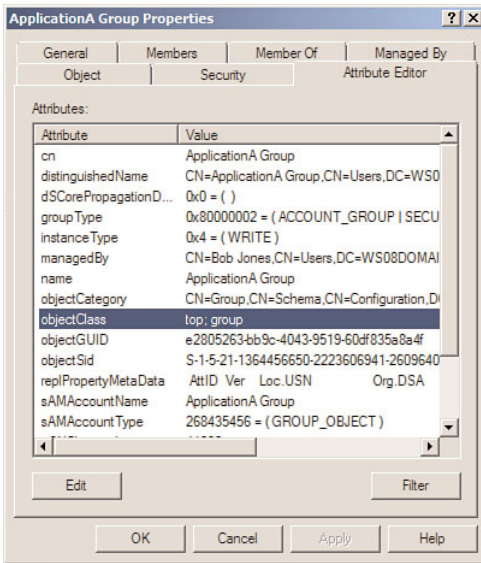 ApplicationA Group Properties
General Members Member Of Managed By
Object Security Attribute Editor
Attributes:
Attribute Value
cn ApplicationA Group
distinguishedName CN=ApplicationA Group,CN=Users,DC=WS0
dSCorePropagationD... 0x0 = ( )
groupType 0x80000002 = ( ACCOUNT_GROUP | SECU
instanceType 0x4 = ( WRITE )
managedBy CN=Bob Jones,CN=Users,DC=WS08DOMAI
name ApplicationA Group
objectCategory CN=Group,CN=Schema,CN=Configuration,D
objectClass top; group
objectGUID e2805263-bb9c-4043-9519-60df835a8a4f
objectSid S-1-5-21-1364456650-2223606941-2609640
replPropertyMetaData AttID Ver Loc.USN Org.DSA
sAMAccountName ApplicationA Group
sAMAccountType 268435456 = ( GROUP_OBJECT )
Edit Filter
OK Cancel Apply Help